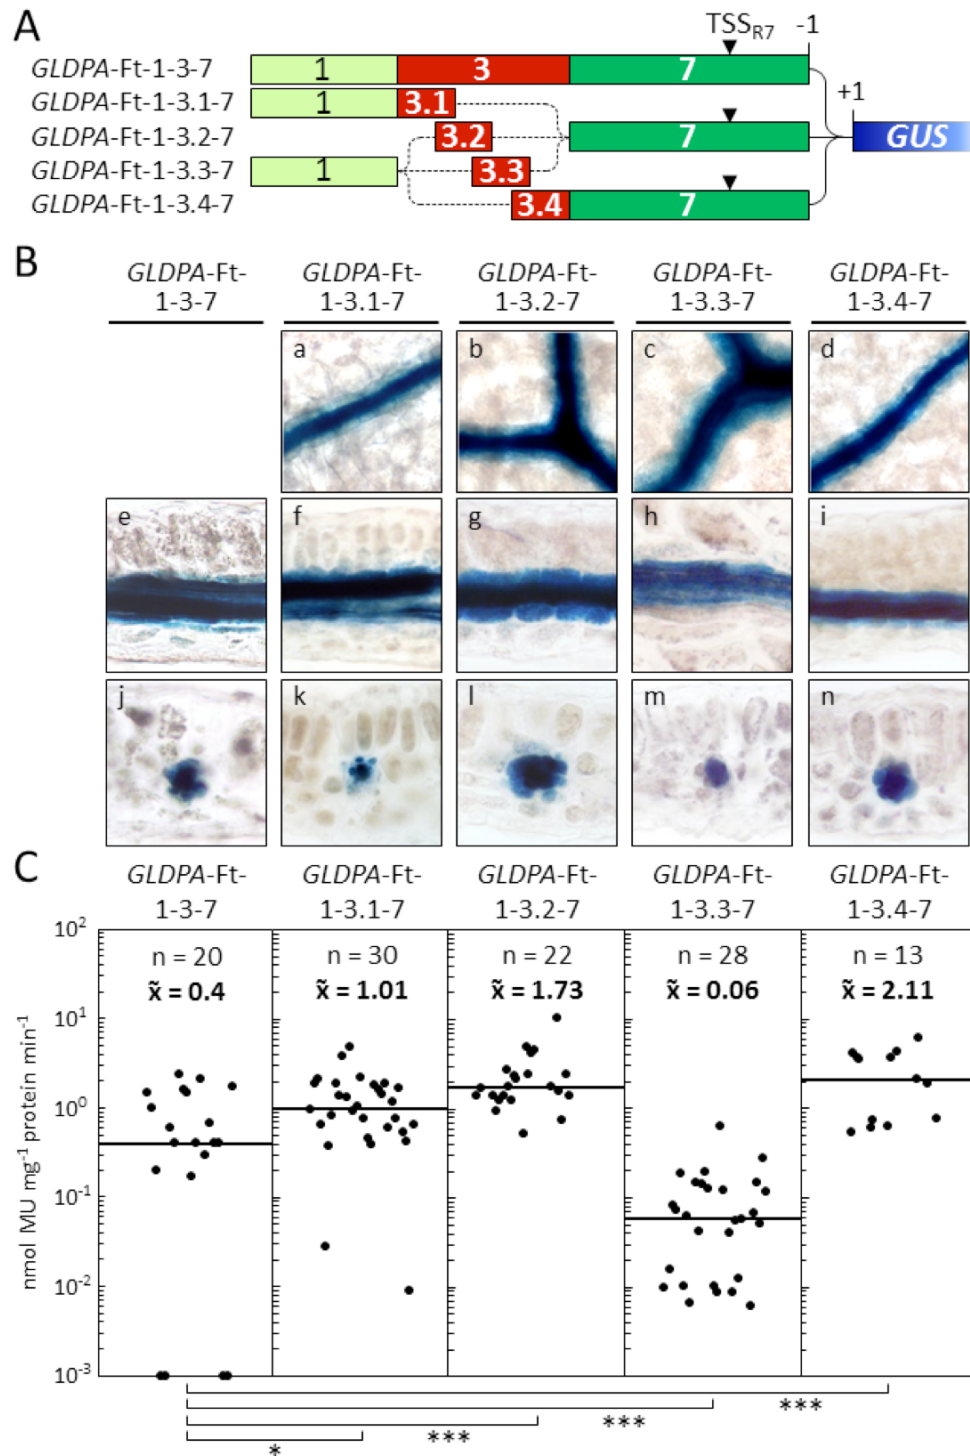 A
TSSR7 -1
GLDPA-Ft-1-3-7 1 3 7
+1
GLDPA-Ft-1-3.1-7 1 3.1
GLDPA-Ft-1-3.2-7 3.2 7 GUS
GLDPA-Ft-1-3.3-7 1 3.3
GLDPA-Ft-1-3.4-7 3.4 7
B
GLDPA-Ft- GLDPA-Ft- GLDPA-Ft- GLDPA-Ft- GLDPA-Ft-
1-3-7 1-3.1-7 1-3.2-7 1-3.3-7 1-3.4-7
a b c d
e f g h i
j k l m n
C
GLDPA-Ft- GLDPA-Ft- GLDPA-Ft- GLDPA-Ft- GLDPA-Ft-
1-3-7 1-3.1-7 1-3.2-7 1-3.3-7 1-3.4-7
10²
n = 20 n = 30 n = 22 n = 28 n = 13
x̃ = 0.4 x̃ = 1.01 x̃ = 1.73 x̃ = 0.06 x̃ = 2.11
10¹
10⁰
10⁻¹
10⁻²
10⁻³
nmol MU mg⁻¹ protein min⁻¹
***
***
***
*